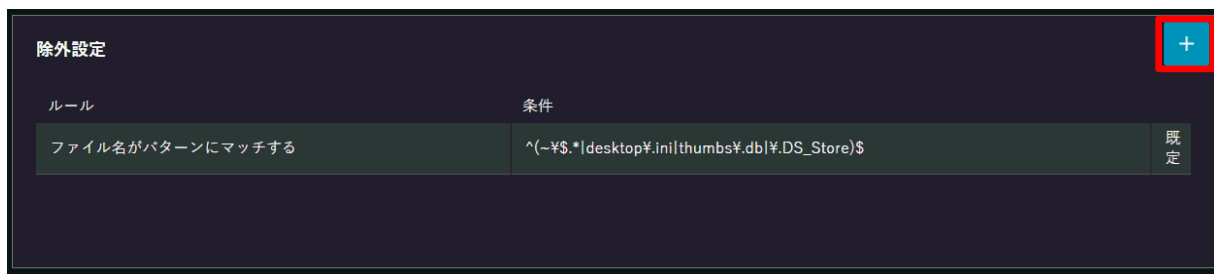 除外設定
+
ルール 条件
ファイル名がパターンにマッチする ^(~¥$.*|desktop¥.ini|thumbs¥.db|¥.DS_Store)$ 既定